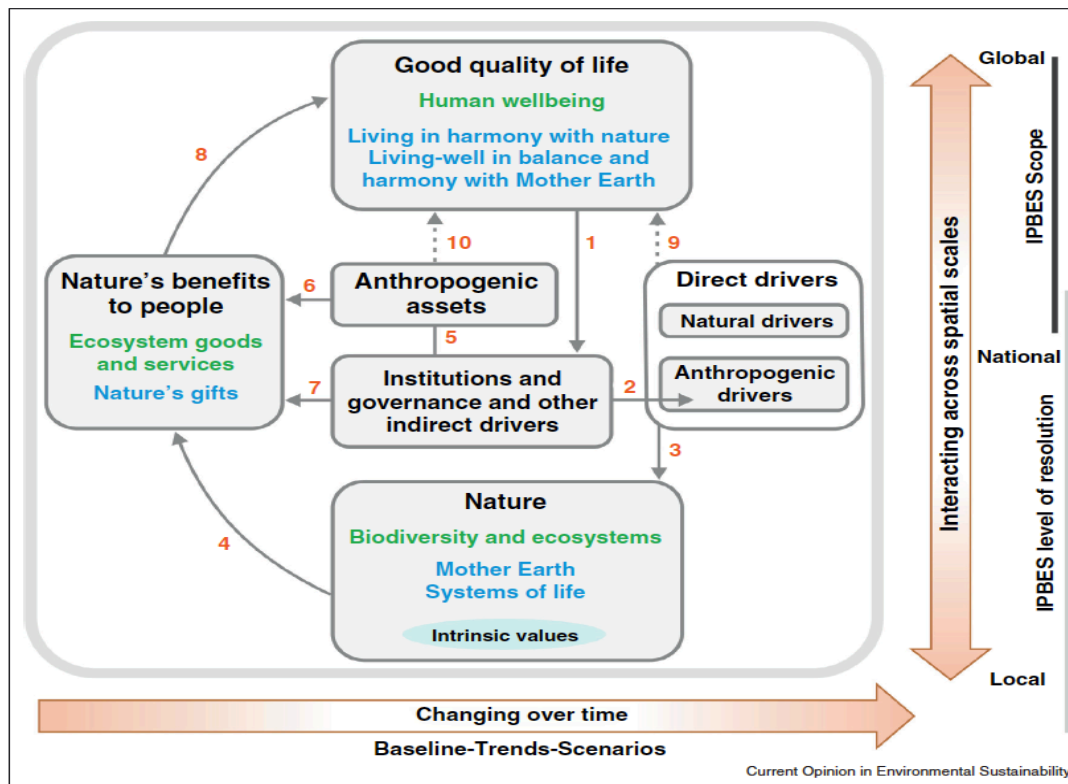 Good quality of life
Human wellbeing
Living in harmony with nature
Living-well in balance and
harmony with Mother Earth
8
10
1
9
Nature's benefits
to people
Ecosystem goods
and services
Nature's gifts
6
Anthropogenic
assets
5
Direct drivers
Natural drivers
Anthropogenic
drivers
7
Institutions and
governance and other
indirect drivers
2
3
4
Nature
Biodiversity and ecosystems
Mother Earth
Systems of life
Intrinsic values
Changing over time
Baseline-Trends-Scenarios
Interacting across spatial scales
Global
National
Local
IPBES Scope
IPBES level of resolution
Current Opinion in Environmental Sustainability